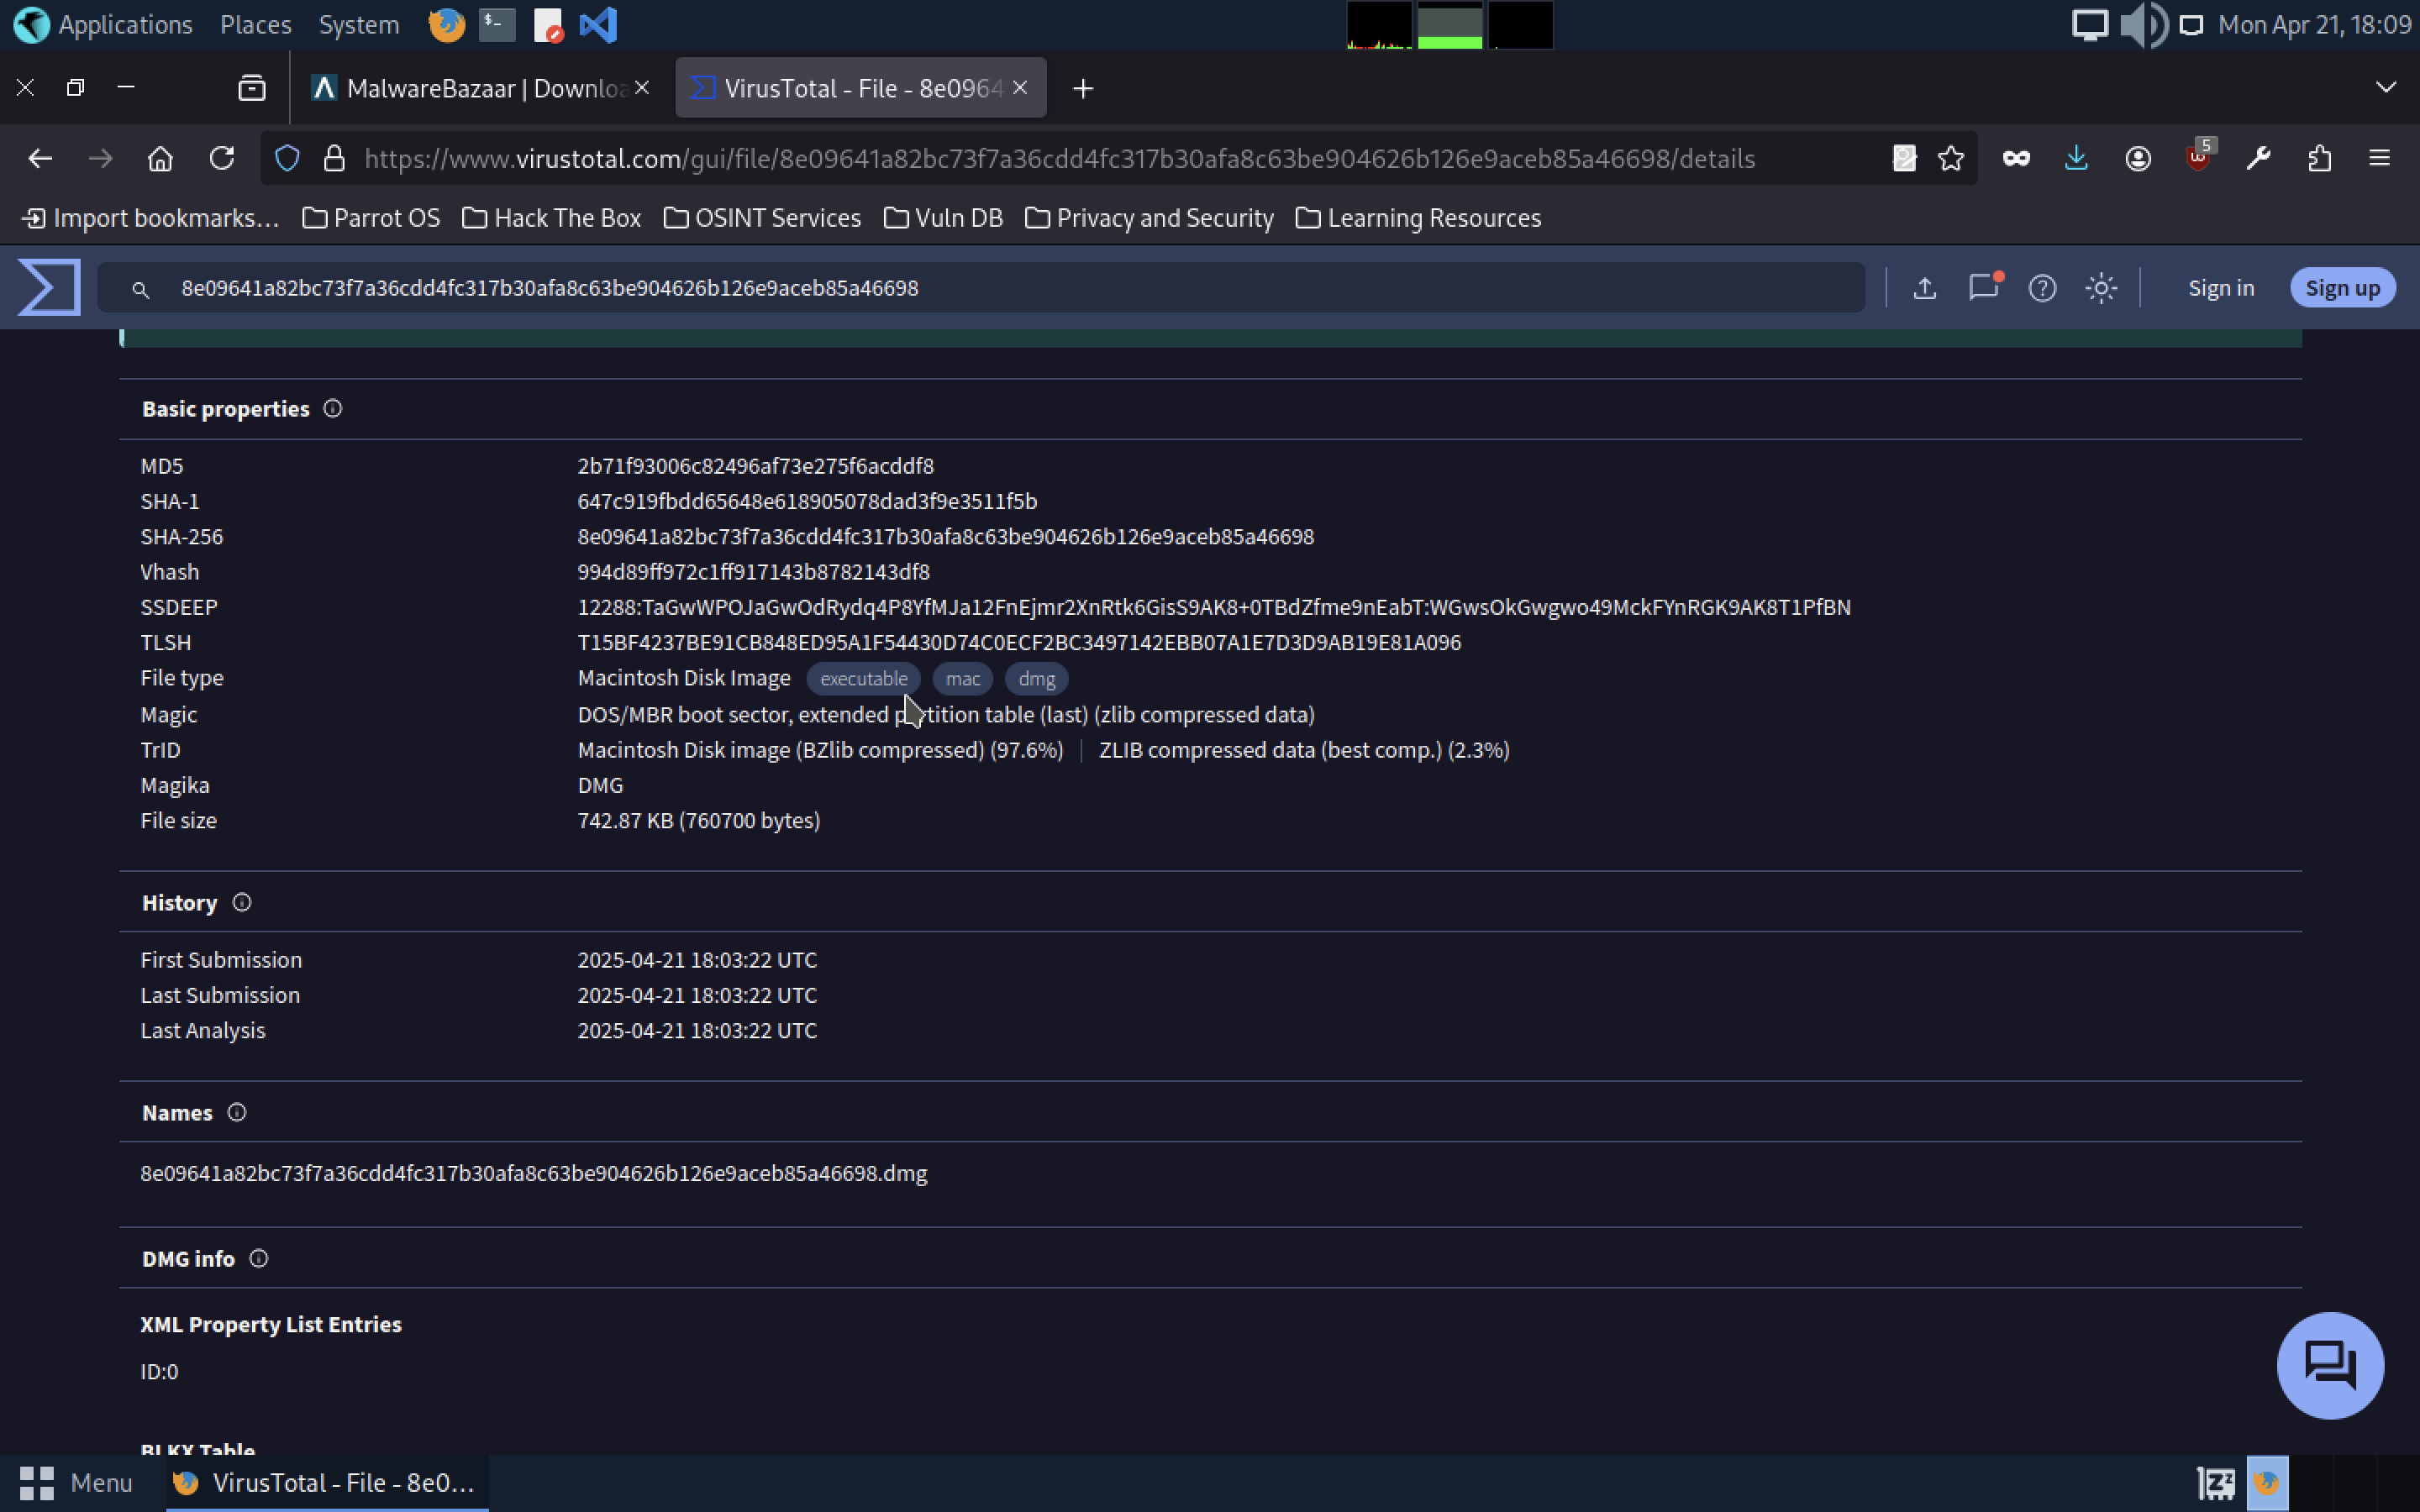 Applications Places System Mon Apr 21, 18:09
MalwareBazaar | Downloa VirusTotal - File - 8e0964
https://www.virustotal.com/gui/file/8e09641a82bc73f7a36cdd4fc317b30afa8c63be904626b126e9aceb85a46698/details 5
Import bookmarks... Parrot OS Hack The Box OSINT Services Vuln DB Privacy and Security Learning Resources
8e09641a82bc73f7a36cdd4fc317b30afa8c63be904626b126e9aceb85a46698 Sign in Sign up
Basic properties
MD5 2b71f93006c82496af73e275f6acddf8
SHA-1 647c919fbdd65648e618905078dad3f9e3511f5b
SHA-256 8e09641a82bc73f7a36cdd4fc317b30afa8c63be904626b126e9aceb85a46698
Vhash 994d89ff972c1ff917143b8782143df8
SSDEEP 12288:TaGwWPOJaGwOdRydq4P8YfMJa12FnEjmr2XnRtk6GisS9AK8+0TBdZfme9nEabT:WGwsOkGwgwo49MckFYnRGK9AK8T1PfBN
TLSH T15BF4237BE91CB848ED95A1F54430D74C0ECF2BC3497142EBB07A1E7D3D9AB19E81A096
File type Macintosh Disk Image executable mac dmg
Magic DOS/MBR boot sector, extended partition table (last) (zlib compressed data)
TrID Macintosh Disk image (BZlib compressed) (97.6%) | ZLIB compressed data (best comp.) (2.3%)
Magika DMG
File size 742.87 KB (760700 bytes)
History
First Submission 2025-04-21 18:03:22 UTC
Last Submission 2025-04-21 18:03:22 UTC
Last Analysis 2025-04-21 18:03:22 UTC
Names
8e09641a82bc73f7a36cdd4fc317b30afa8c63be904626b126e9aceb85a46698.dmg
DMG info
XML Property List Entries
ID:0
BLKX Table
Menu VirusTotal - File - 8e0...